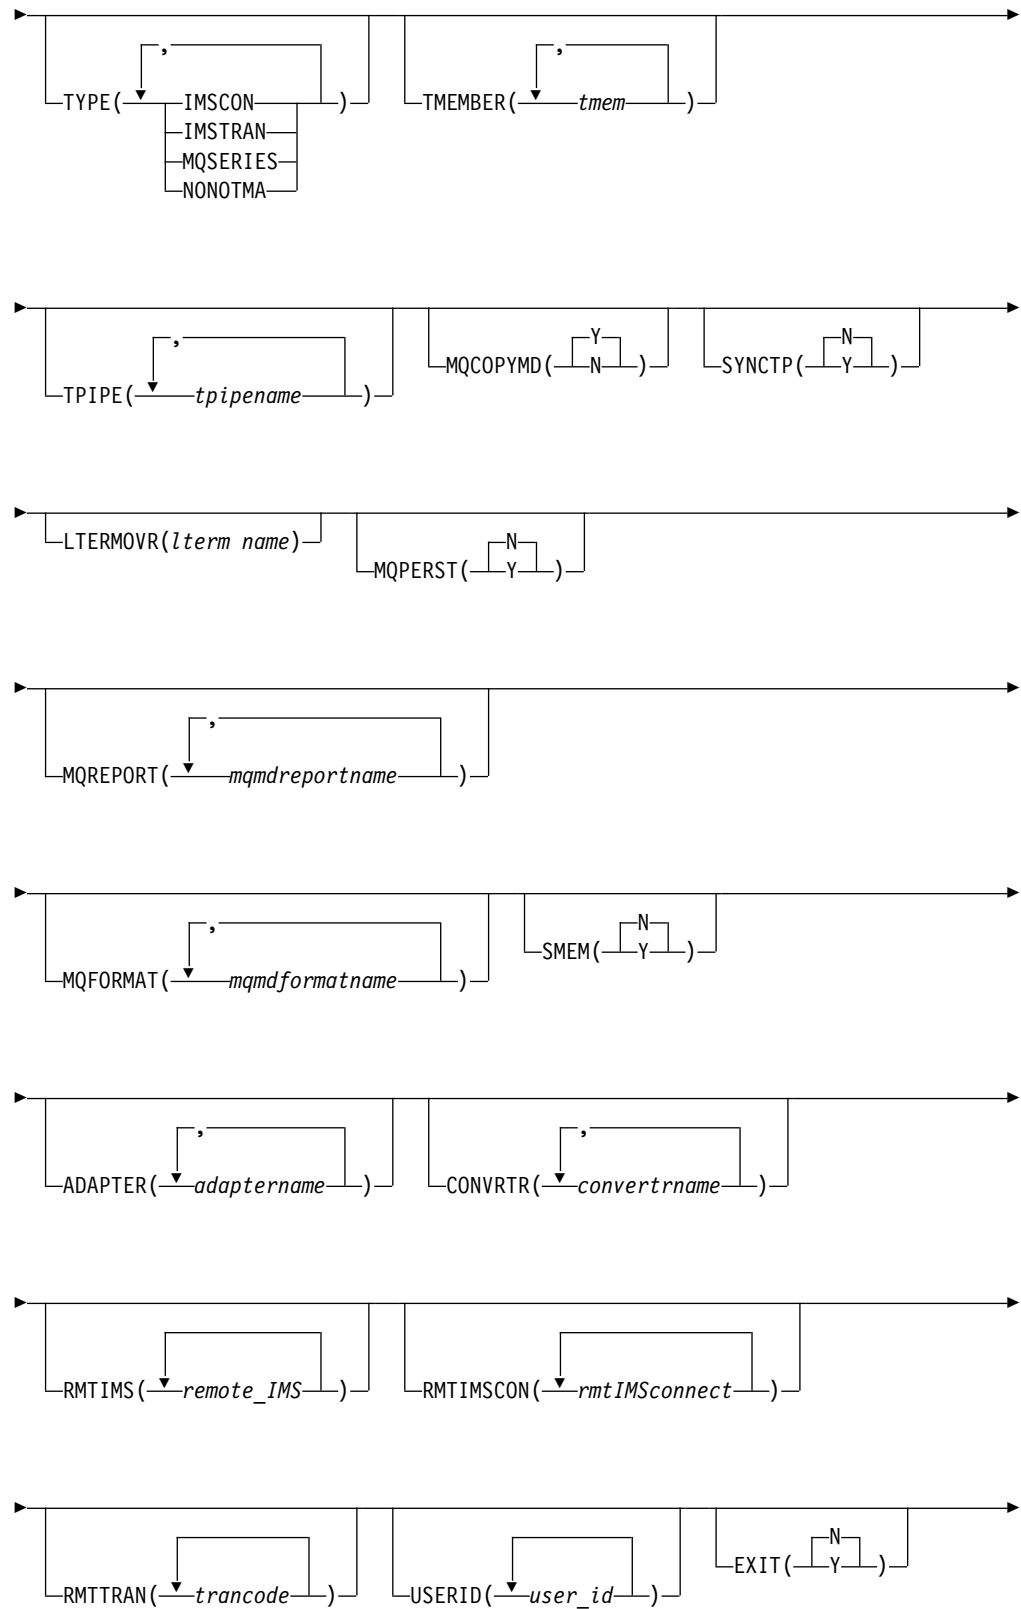 ,
,
TYPE( IMSCON )
IMSTRAN
MQSERIES
NONOTMA
TMEMBER( tmem )
,
TPIPE( tpipename )
Y
MQCOPYMD( N )
N
SYNCTP( Y )
LTERMOVR(lterm name)
N
MQPERST( Y )
,
MQREPORT( mqmdreportname )
,
MQFORMAT( mqmdformatname )
N
SMEM( Y )
,
ADAPTER( adaptername )
,
CONVRTR( convertrname )
RMTIMS( remote_IMS )
RMTIMSCON( rmtIMSconnect )
RMTTRAN( trancode )
USERID( user_id )
N
EXIT( Y )